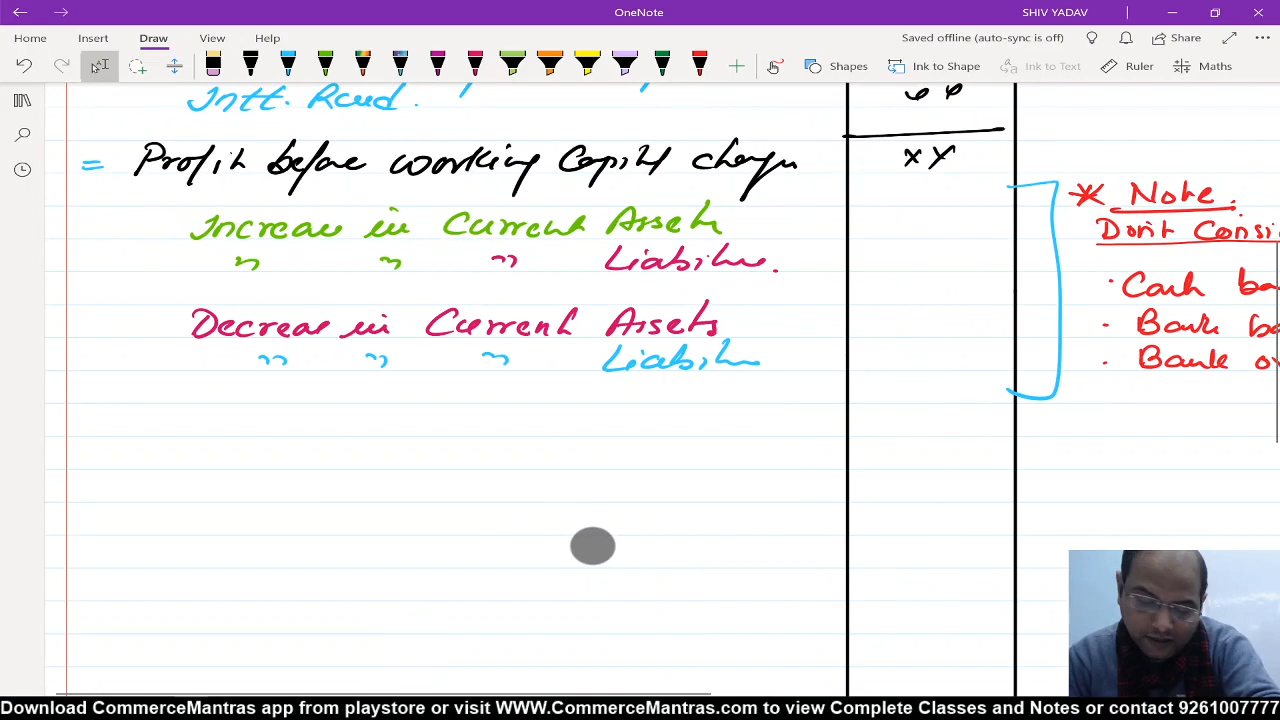 OneNote
SHIV YADAV
Home Insert Draw View Help
Saved offline (auto-sync is off)
Share
Shapes
Ink to Shape
Ink to Text
Ruler
Maths
Intt. Recd.
= Profit before working Capital changes
x x
Increase in Current Assets
" " " Liabilities.
Decrease in Current Assets
" " " Liabilities
* Note.
Don't Consi
· Cash ba
· Bank ba
· Bank ov
Download CommerceMantras app from playstore or visit WWW.CommerceMantras.com to view Complete Classes and Notes or contact 9261007777